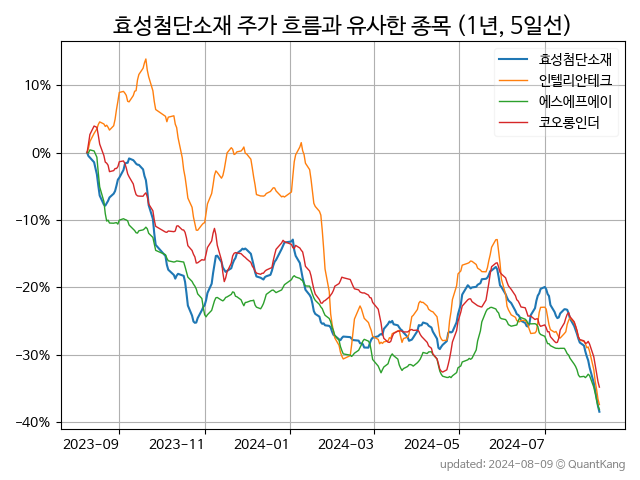 효성첨단소재 주가 흐름과 유사한 종목 (1년, 5일선)
효성첨단소재
인텔리안테크
에스에프에이
코오롱인더
10%
0%
−10%
−20%
−30%
−40%
2023-09 2023-11 2024-01 2024-03 2024-05 2024-07
updated: 2024-08-09 © QuantKang